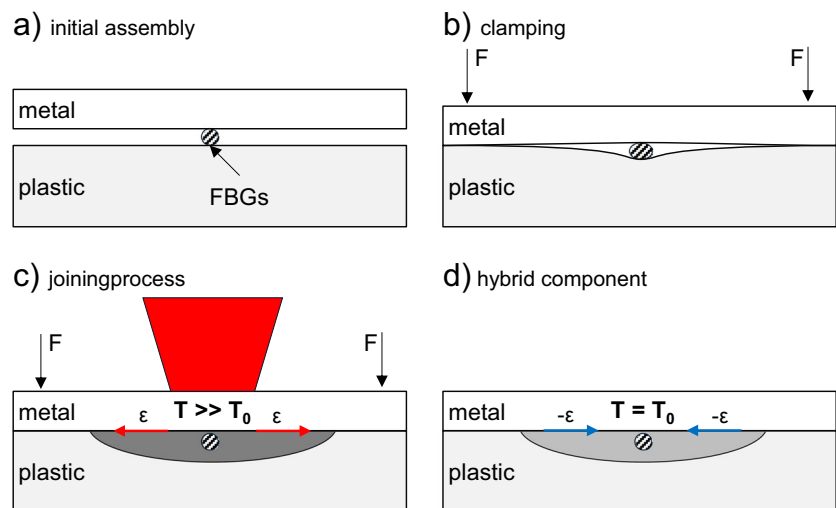 a) initial assembly
metal
plastic
FBGs
b) clamping
F
F
metal
plastic
c) joiningprocess
F
F
metal
ε
T >> T₀
ε
plastic
d) hybrid component
metal
-ε
T = T₀
-ε
plastic